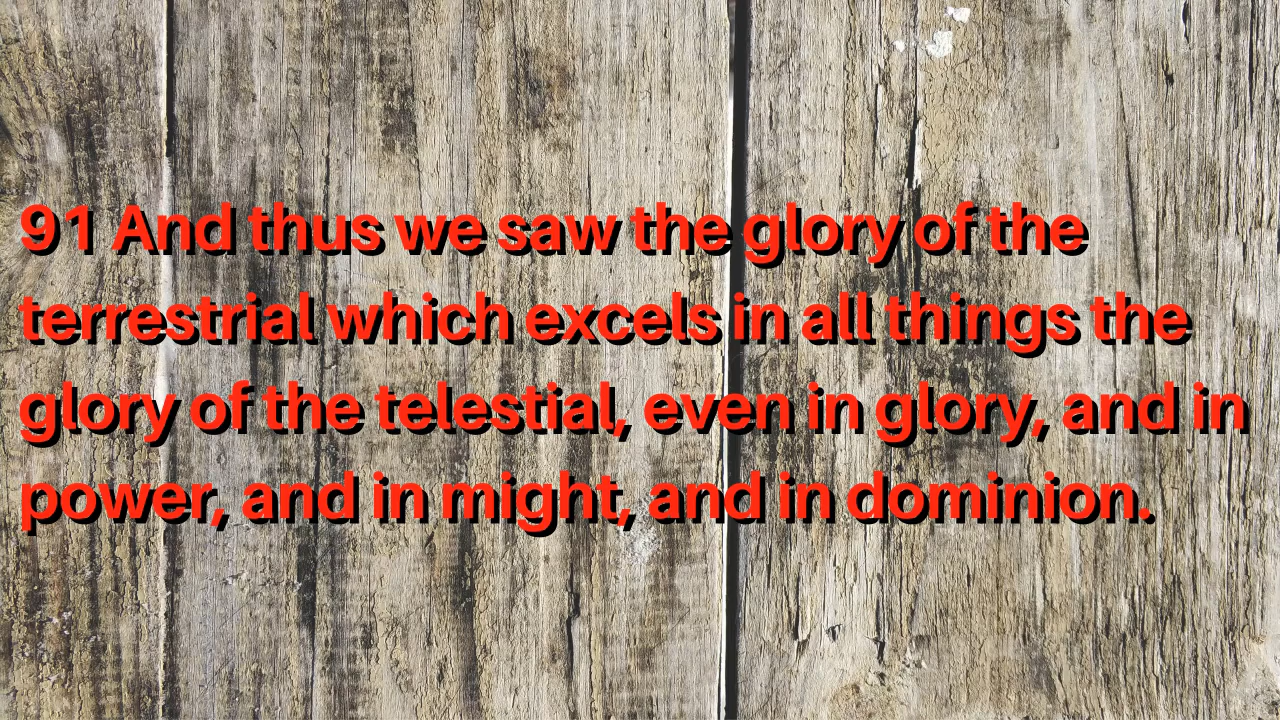 91 And thus we saw the glory of the
terrestrial which excels in all things the
glory of the telestial, even in glory, and in
power, and in might, and in dominion.